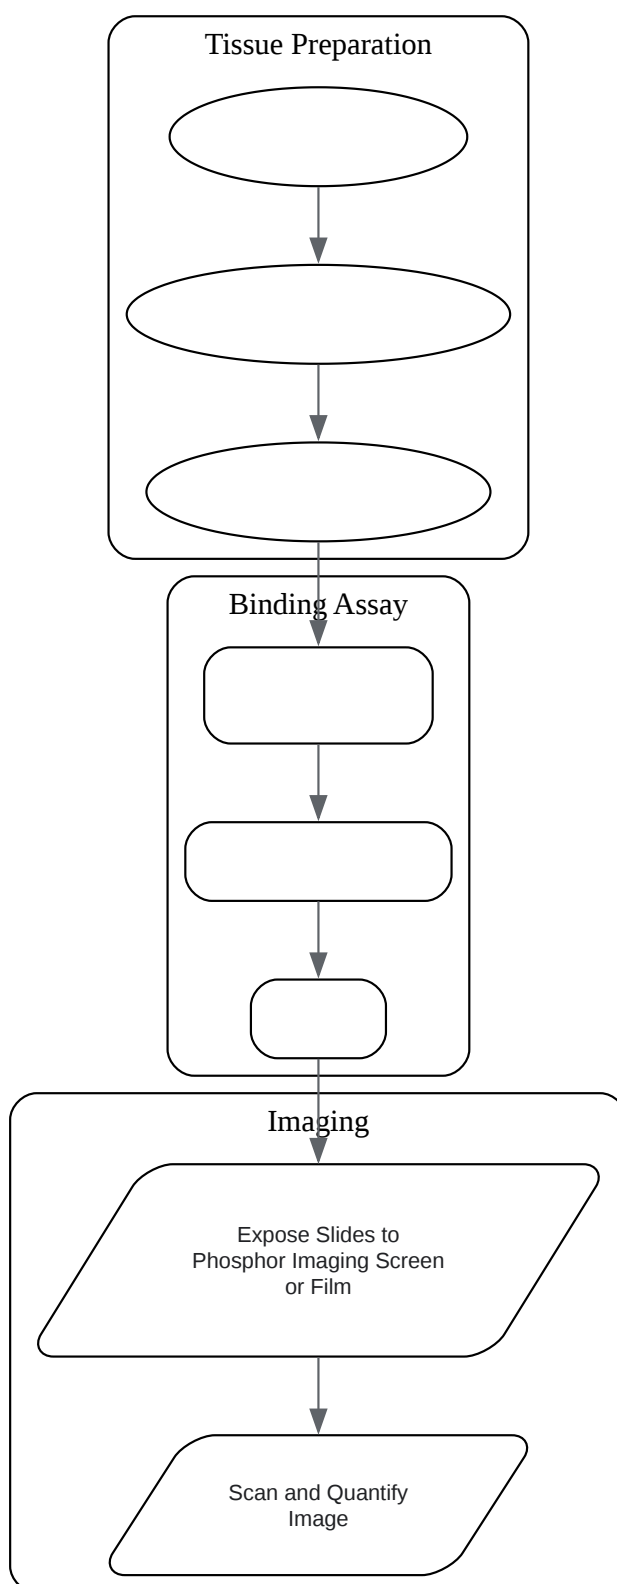 Tissue Preparation
Binding Assay
Imaging
Expose Slides to
Phosphor Imaging Screen
or Film
Scan and Quantify
Image